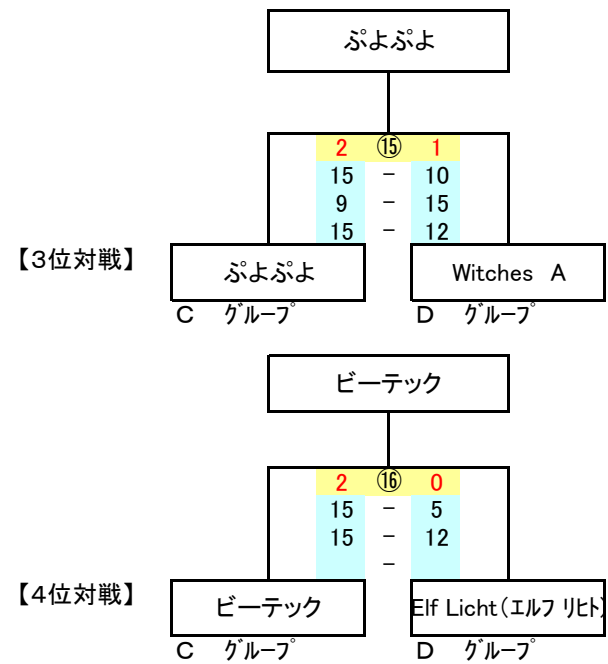 ぷよぷよ
2 ⑮ 1
15 − 10
9 − 15
15 − 12
【3位対戦】
ぷよぷよ Witches A
C ｸﾞﾙｰﾌﾟ D ｸﾞﾙｰﾌﾟ
ビーテック
2 ⑯ 0
15 − 5
15 − 12
−
【4位対戦】
ビーテック Elf Licht(ｴﾙﾌ ﾘﾋﾄ)
C ｸﾞﾙｰﾌﾟ D ｸﾞﾙｰﾌﾟ